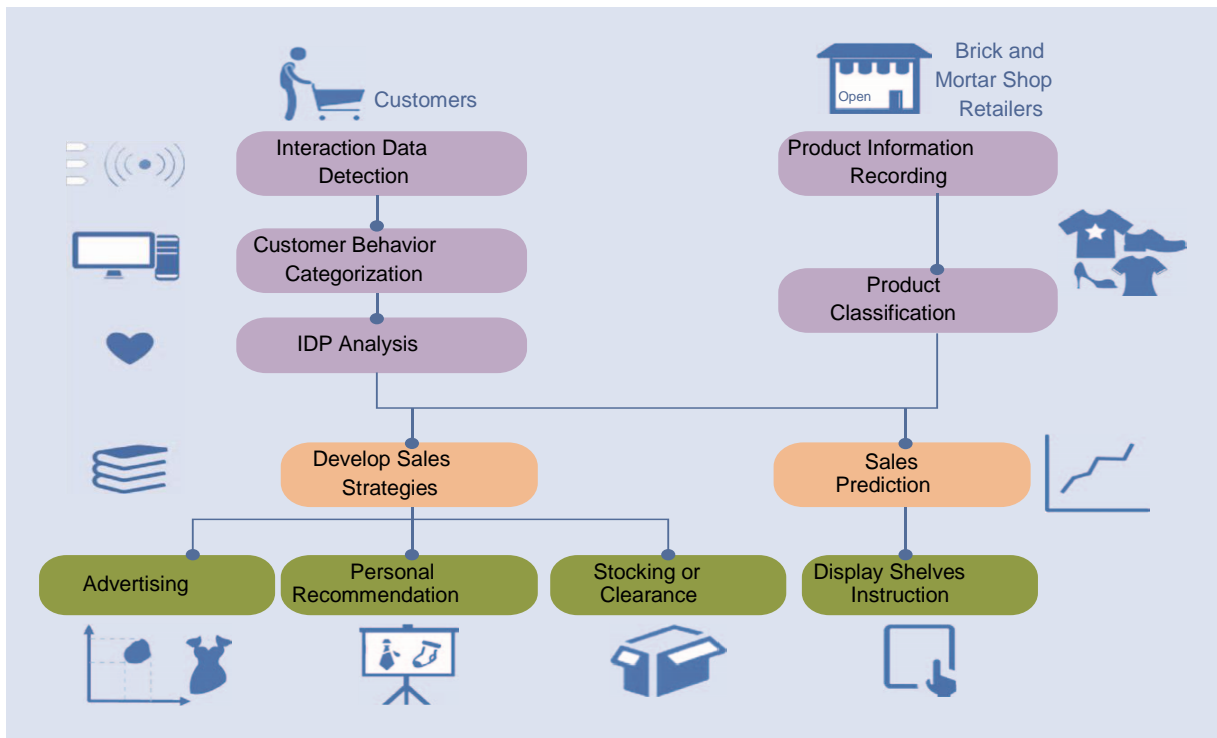 Customers
Brick and
Mortar Shop
Retailers
Open
Interaction Data
Detection
Product Information
Recording
Customer Behavior
Categorization
Product
Classification
IDP Analysis
Develop Sales
Strategies
Sales
Prediction
Advertising
Personal
Recommendation
Stocking or
Clearance
Display Shelves
Instruction